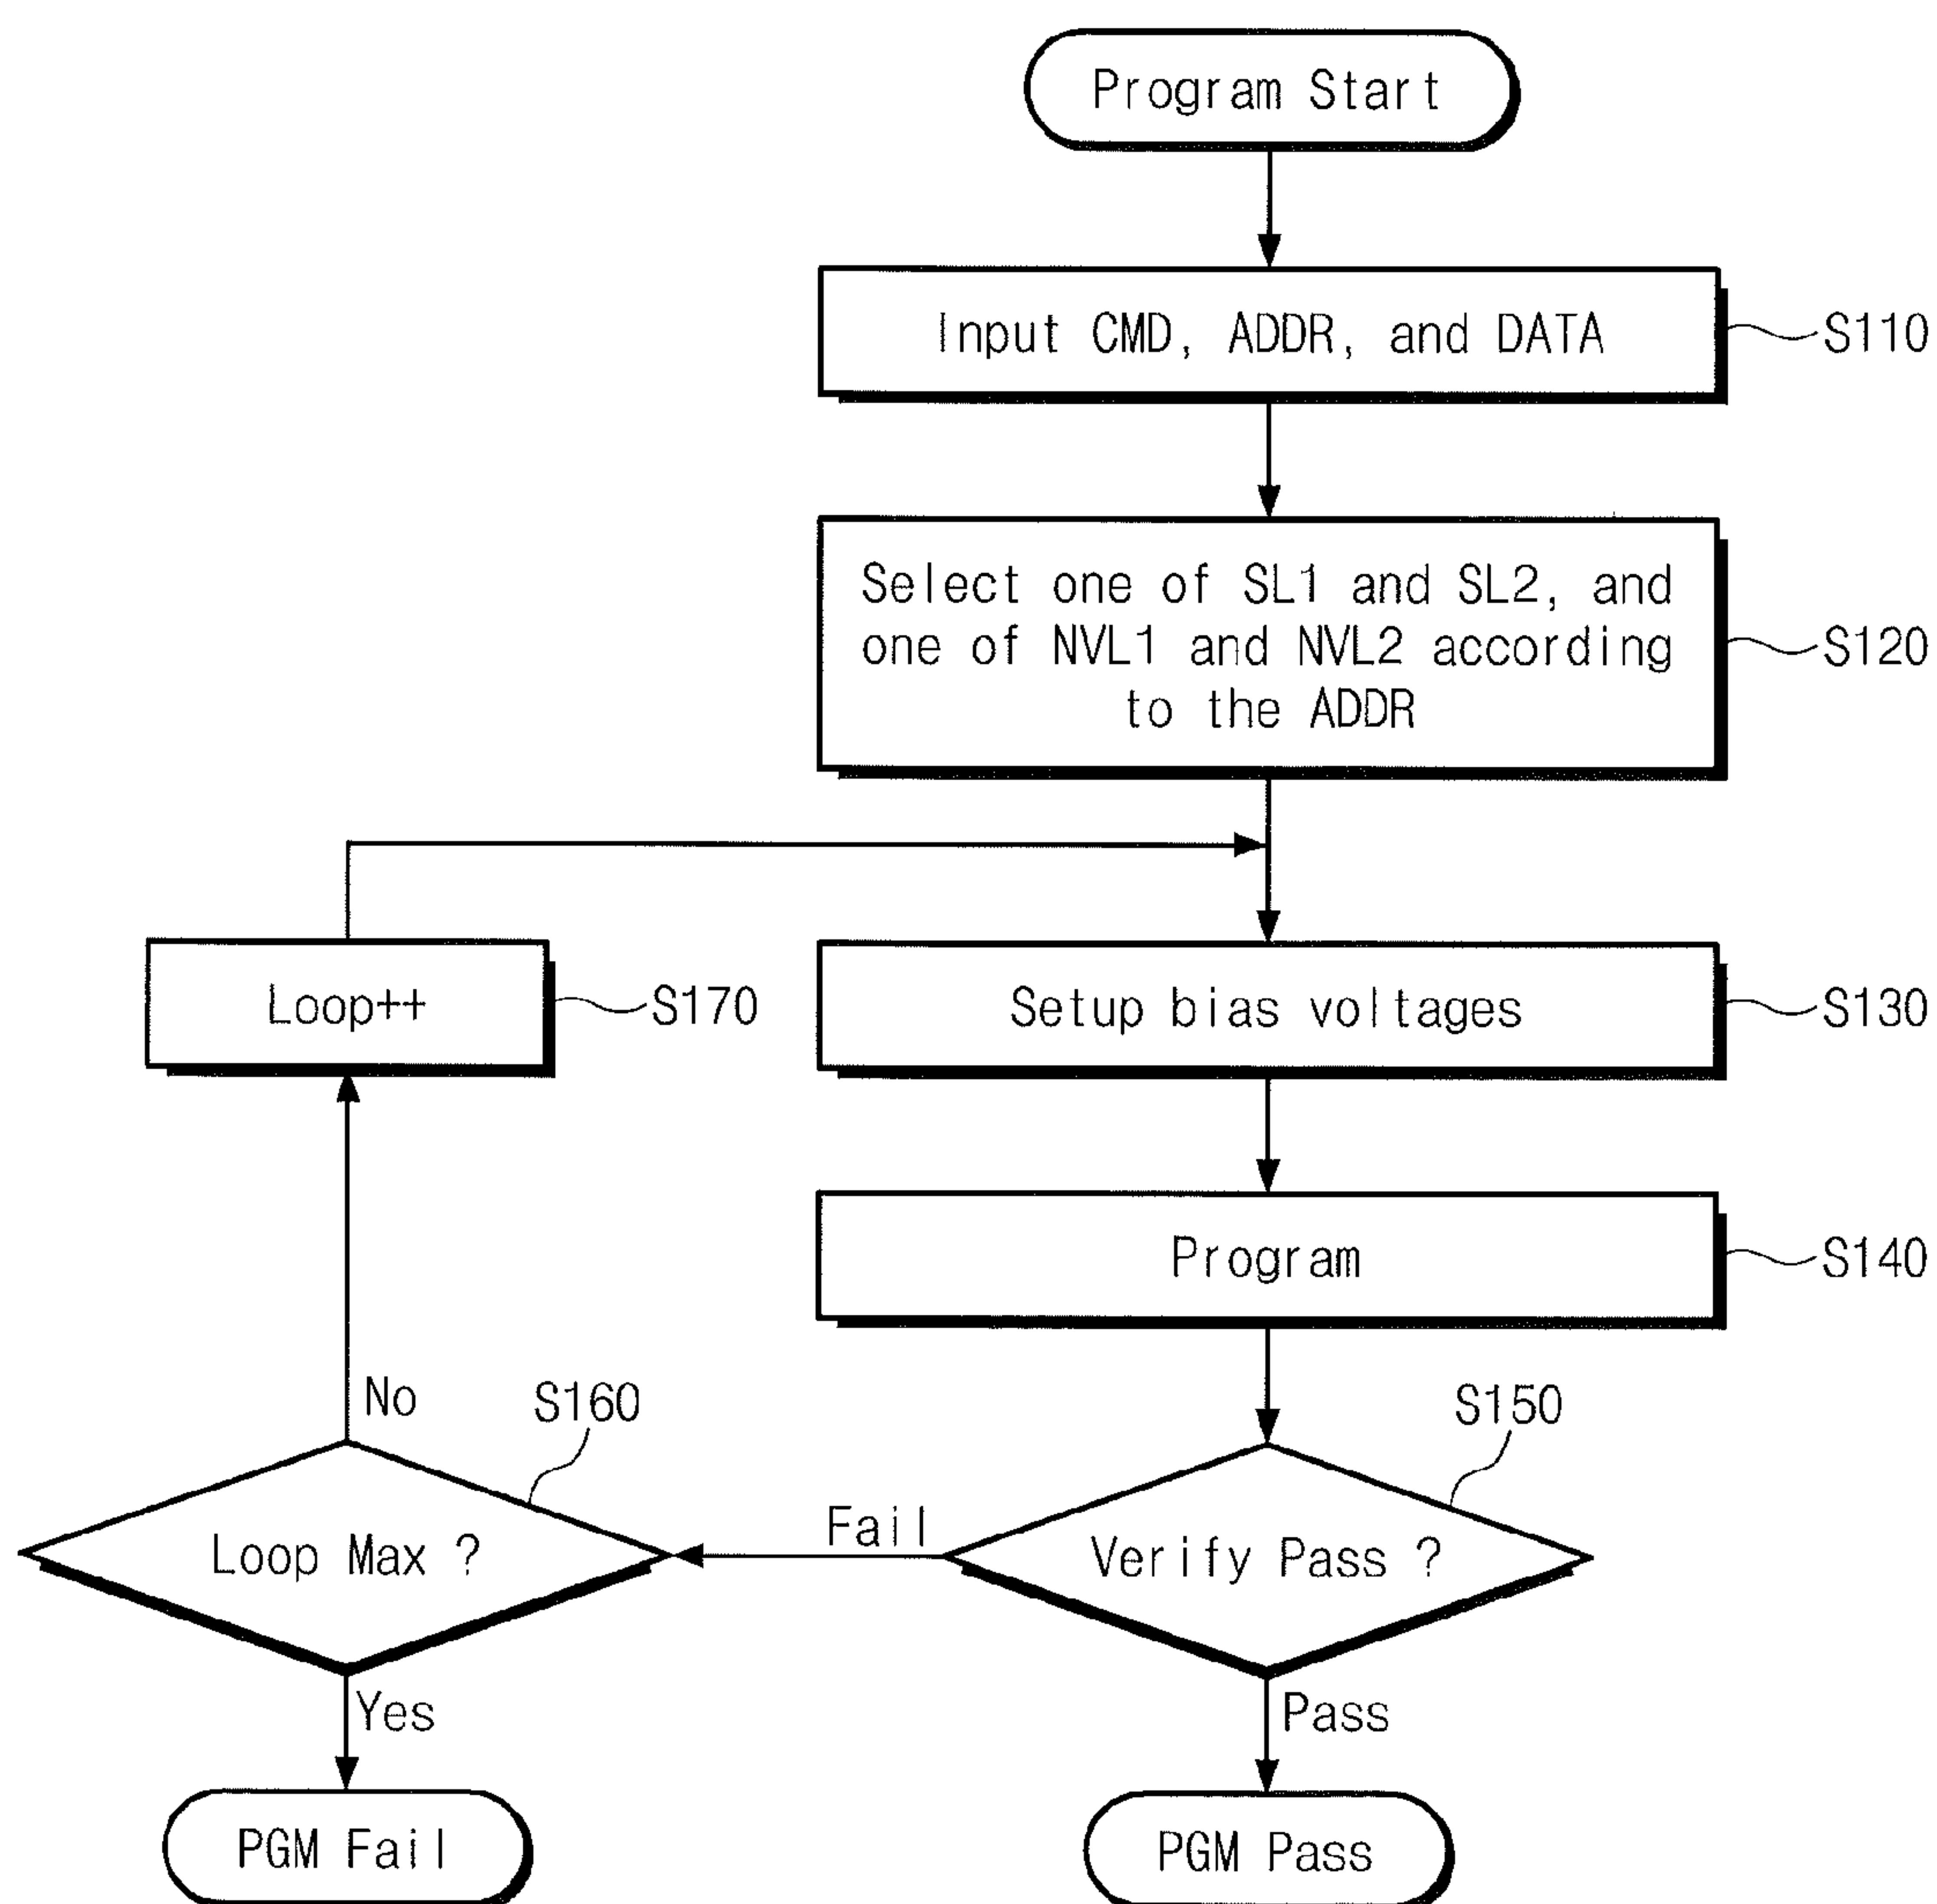 Program Start
Input CMD, ADDR, and DATA
S110
Select one of SL1 and SL2, and
one of NVL1 and NVL2 according
to the ADDR
S120
Loop++
S170
Setup bias voltages
S130
Program
S140
No
S160
S150
Loop Max ?
Fail
Verify Pass ?
Yes
Pass
PGM Fail
PGM Pass